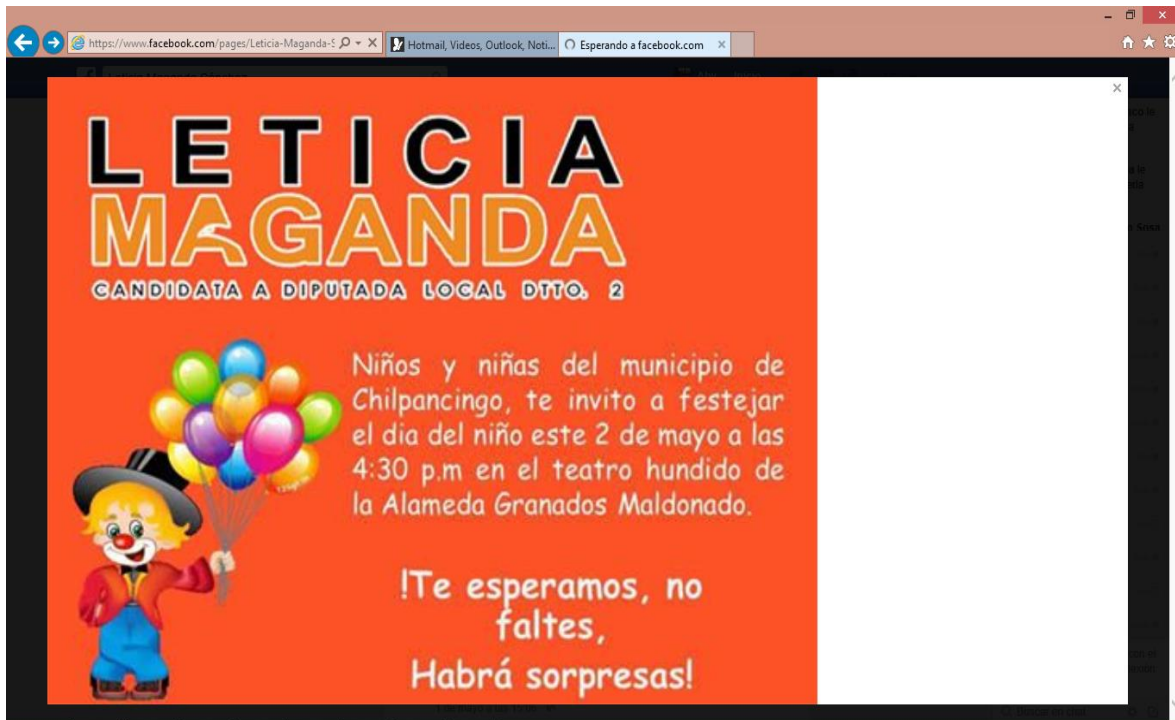 https://www.facebook.com/pages/Leticia-Maganda-S
Hotmail, Videos, Outlook, Noti...
Esperando a facebook.com
LETICIA
MAGANDA
CANDIDATA A DIPUTADA LOCAL DTTO. 2
Niños y niñas del municipio de
Chilpancingo, te invito a festejar
el dia del niño este 2 de mayo a las
4:30 p.m en el teatro hundido de
la Alameda Granados Maldonado.
!Te esperamos, no
faltes,
Habrá sorpresas!